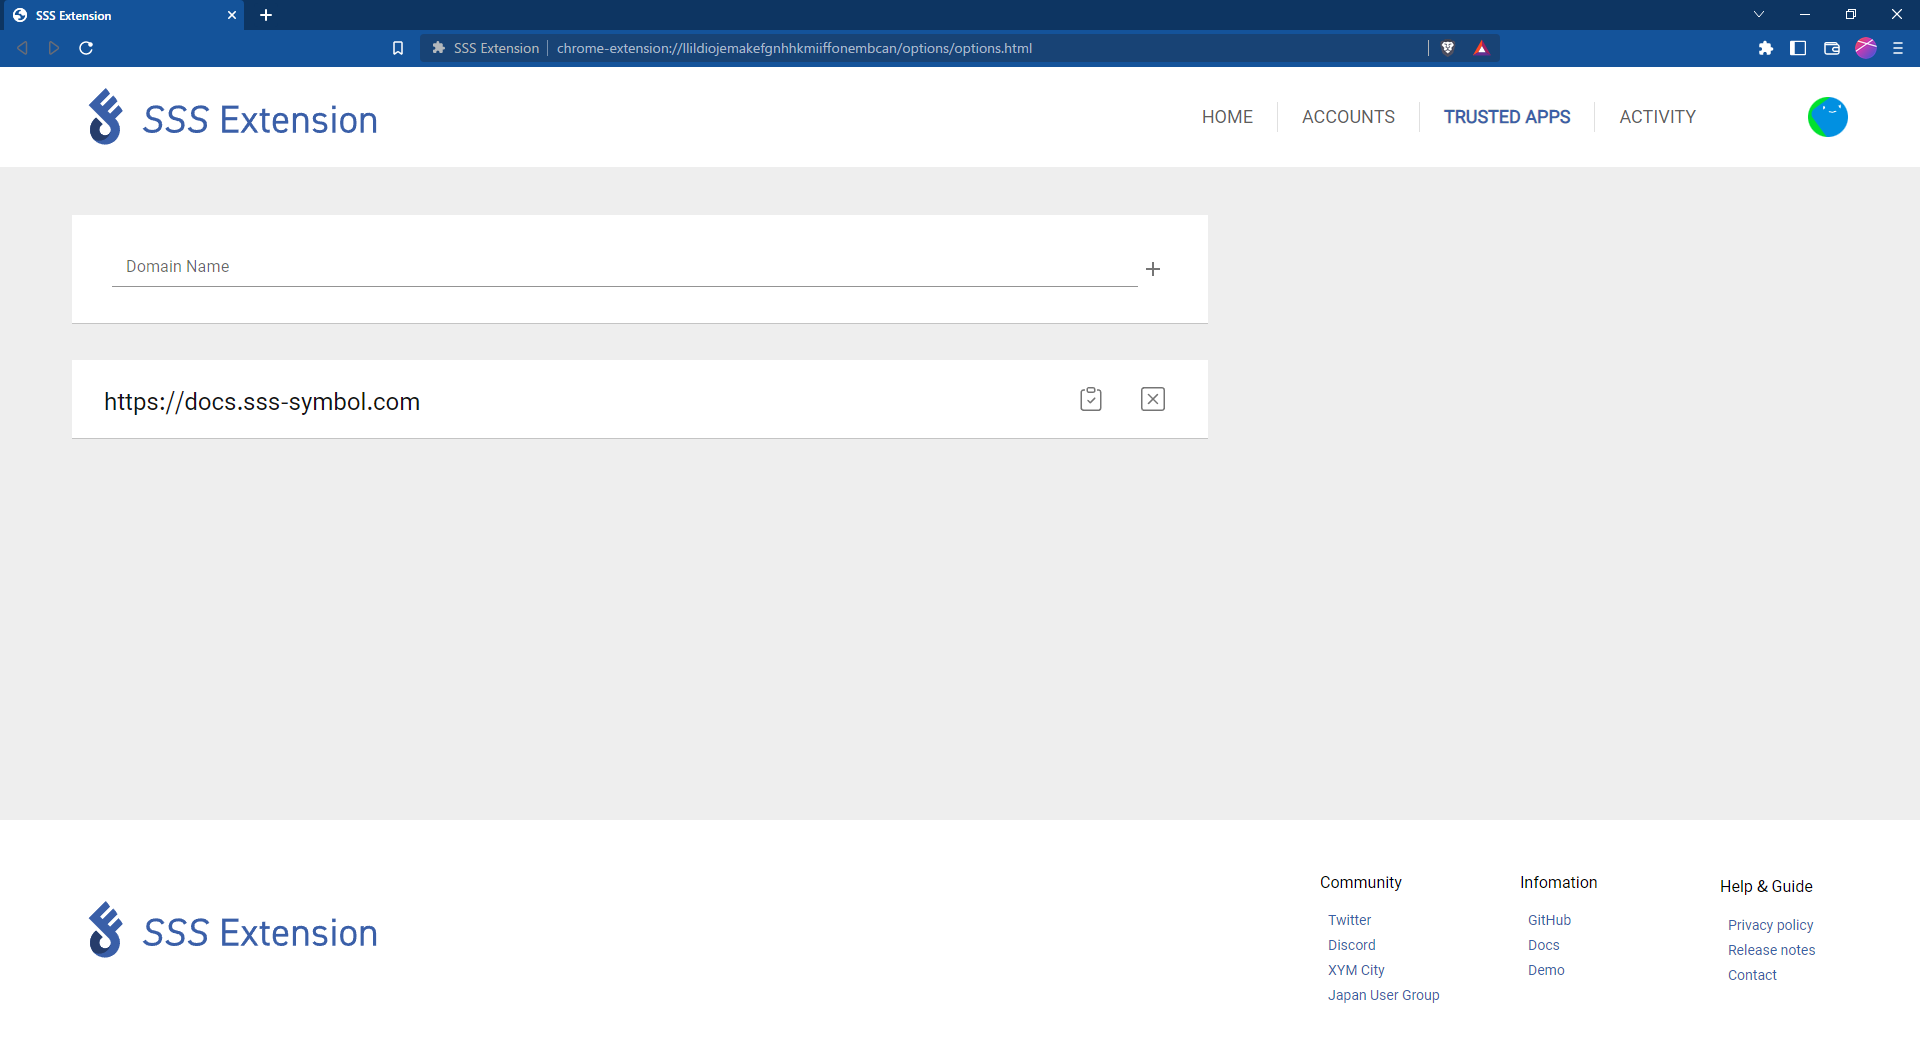 SSS Extension
SSS Extension
chrome-extension://llildiojemakefgnhhkmiiffonembcan/options/options.html
SSS Extension
HOME
ACCOUNTS
TRUSTED APPS
ACTIVITY
Domain Name
https://docs.sss-symbol.com
SSS Extension
Community
Twitter
Discord
XYM City
Japan User Group
Infomation
GitHub
Docs
Demo
Help & Guide
Privacy policy
Release notes
Contact